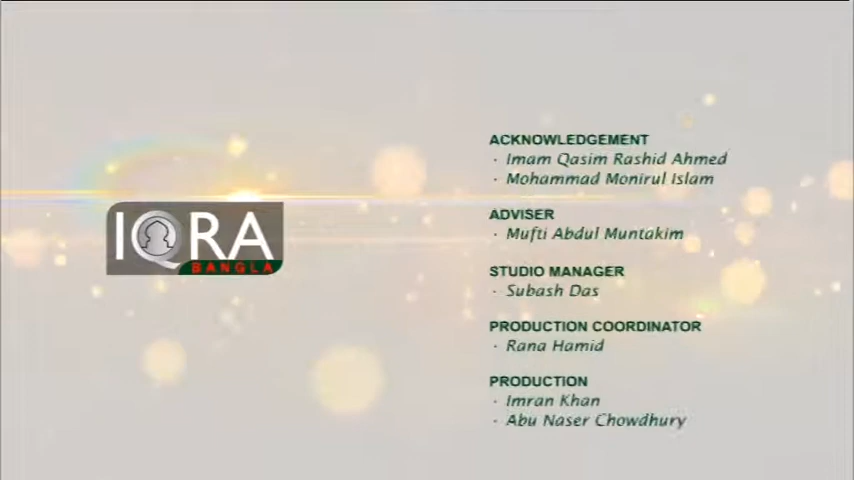 IQRA
BANGLA
ACKNOWLEDGEMENT
· Imam Qasim Rashid Ahmed
· Mohammad Monirul Islam
ADVISER
· Mufti Abdul Muntakim
STUDIO MANAGER
· Subash Das
PRODUCTION COORDINATOR
· Rana Hamid
PRODUCTION
· Imran Khan
· Abu Naser Chowdhury